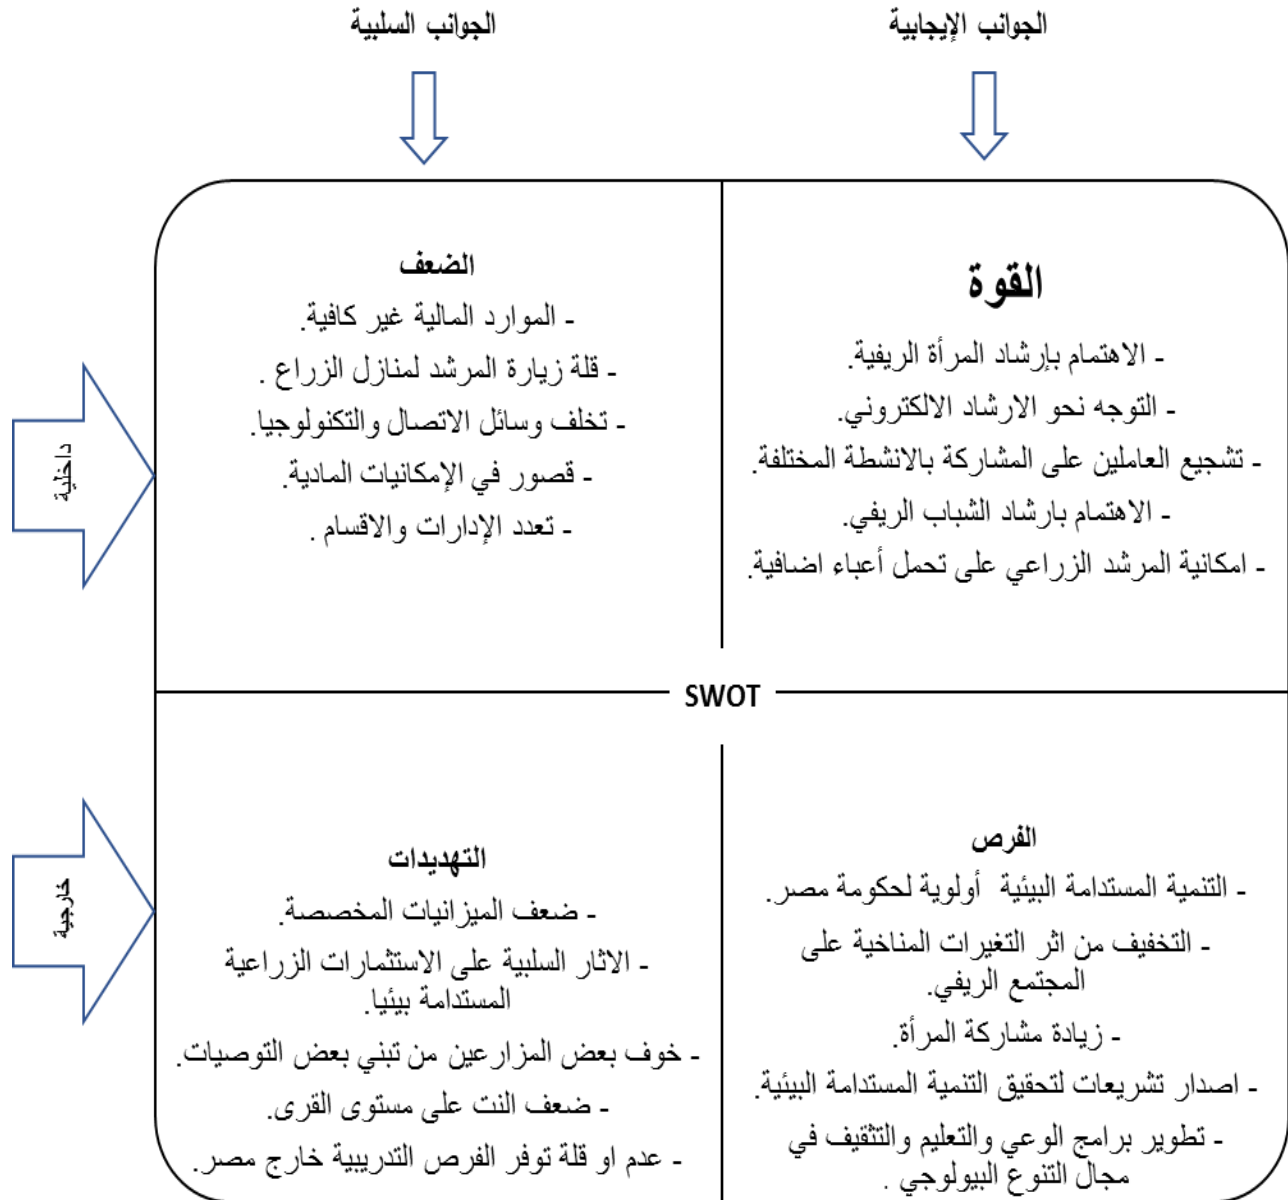 الجوانب الإيجابية
الجوانب السلبية
القوة
- الاهتمام بإرشاد المرأة الريفية.
- التوجه نحو الارشاد الالكتروني.
- تشجيع العاملين على المشاركة بالانشطة المختلفة.
- الاهتمام بارشاد الشباب الريفي.
- امكانية المرشد الزراعي على تحمل أعباء اضافية.
الضعف
- الموارد المالية غير كافية.
- قلة زيارة المرشد لمنازل الزراع .
- تخلف وسائل الاتصال والتكنولوجيا.
- قصور في الإمكانيات المادية.
- تعدد الإدارات والاقسام .
داخلية
SWOT
الفرص
- التنمية المستدامة البيئية أولوية لحكومة مصر.
- التخفيف من اثر التغيرات المناخية على
المجتمع الريفي.
- زيادة مشاركة المرأة.
- اصدار تشريعات لتحقيق التنمية المستدامة البيئية.
- تطوير برامج الوعي والتعليم والتثقيف في
مجال التنوع البيولوجي .
التهديدات
- ضعف الميزانيات المخصصة.
- الاثار السلبية على الاستثمارات الزراعية
المستدامة بيئيا.
- خوف بعض المزارعين من تبني بعض التوصيات.
- ضعف النت على مستوى القرى.
- عدم او قلة توفر الفرص التدريبية خارج مصر.
خارجية